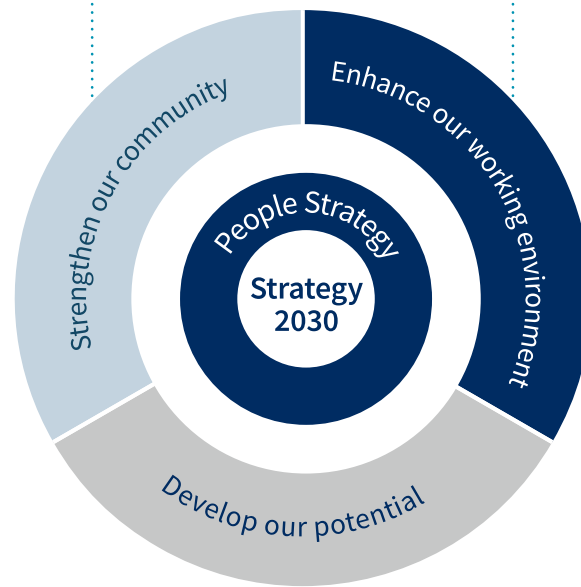 Strengthen our community
Enhance our working environment
People Strategy
Strategy
2030
Develop our potential